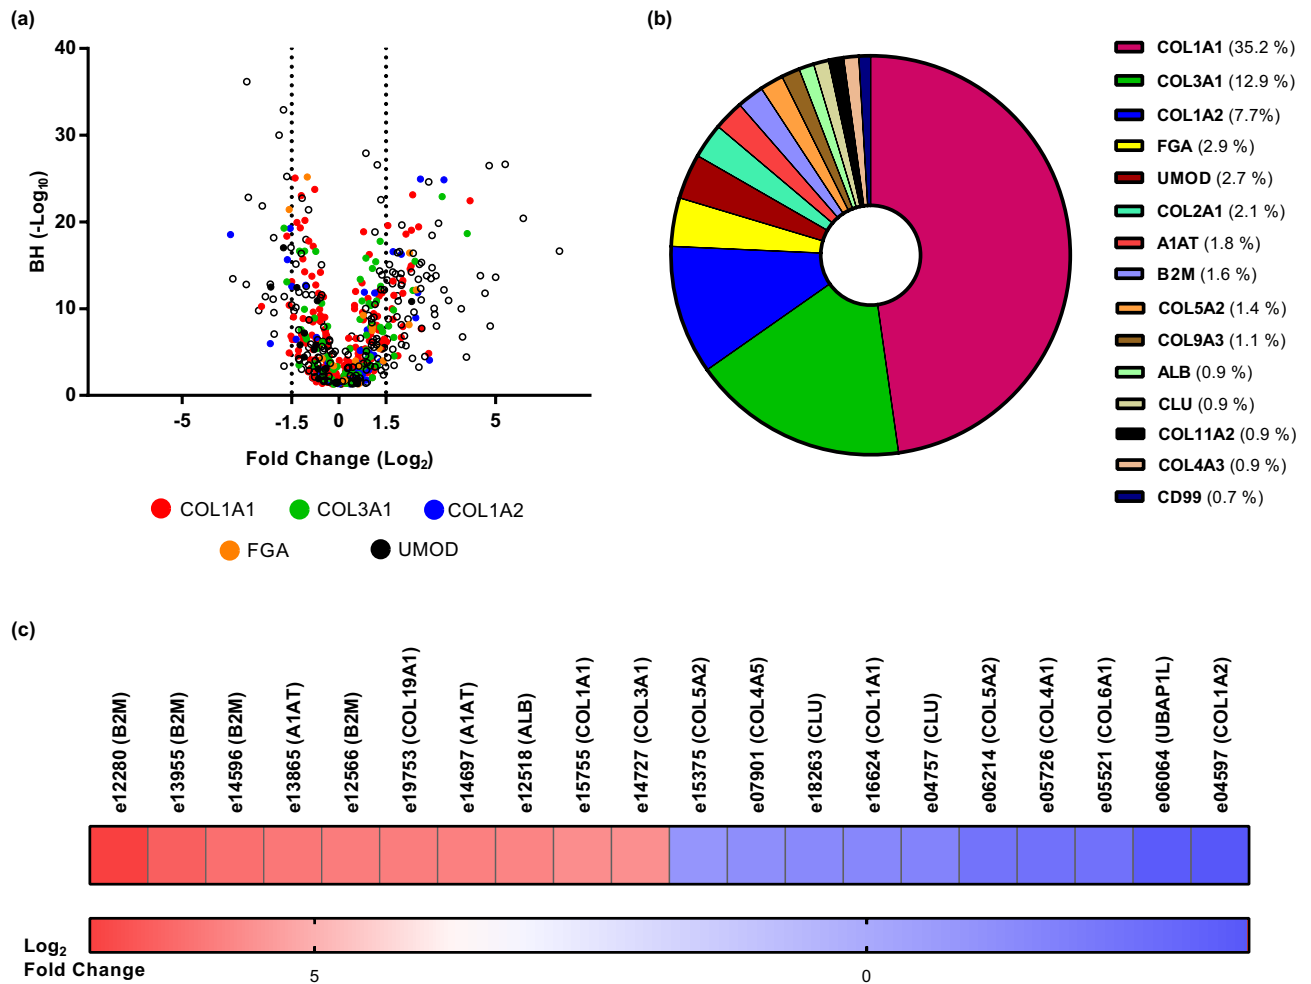 (a)
40
30
20
10
0
BH (-Log10)
-5
-1.5
0
1.5
5
Fold Change (Log2)
COL1A1
COL3A1
COL1A2
FGA
UMOD
(b)
COL1A1 (35.2 %)
COL3A1 (12.9 %)
COL1A2 (7.7%)
FGA (2.9 %)
UMOD (2.7 %)
COL2A1 (2.1 %)
A1AT (1.8 %)
B2M (1.6 %)
COL5A2 (1.4 %)
COL9A3 (1.1 %)
ALB (0.9 %)
CLU (0.9 %)
COL11A2 (0.9 %)
COL4A3 (0.9 %)
CD99 (0.7 %)
(c)
e12280 (B2M)
e13955 (B2M)
e14596 (B2M)
e13865 (A1AT)
e12566 (B2M)
e19753 (COL19A1)
e14697 (A1AT)
e12518 (ALB)
e15755 (COL1A1)
e14727 (COL3A1)
e15375 (COL5A2)
e07901 (COL4A5)
e18263 (CLU)
e16624 (COL1A1)
e04757 (CLU)
e06214 (COL5A2)
e05726 (COL4A1)
e05521 (COL6A1)
e06064 (UBAP1L)
e04597 (COL1A2)
Log2
Fold Change
5
0